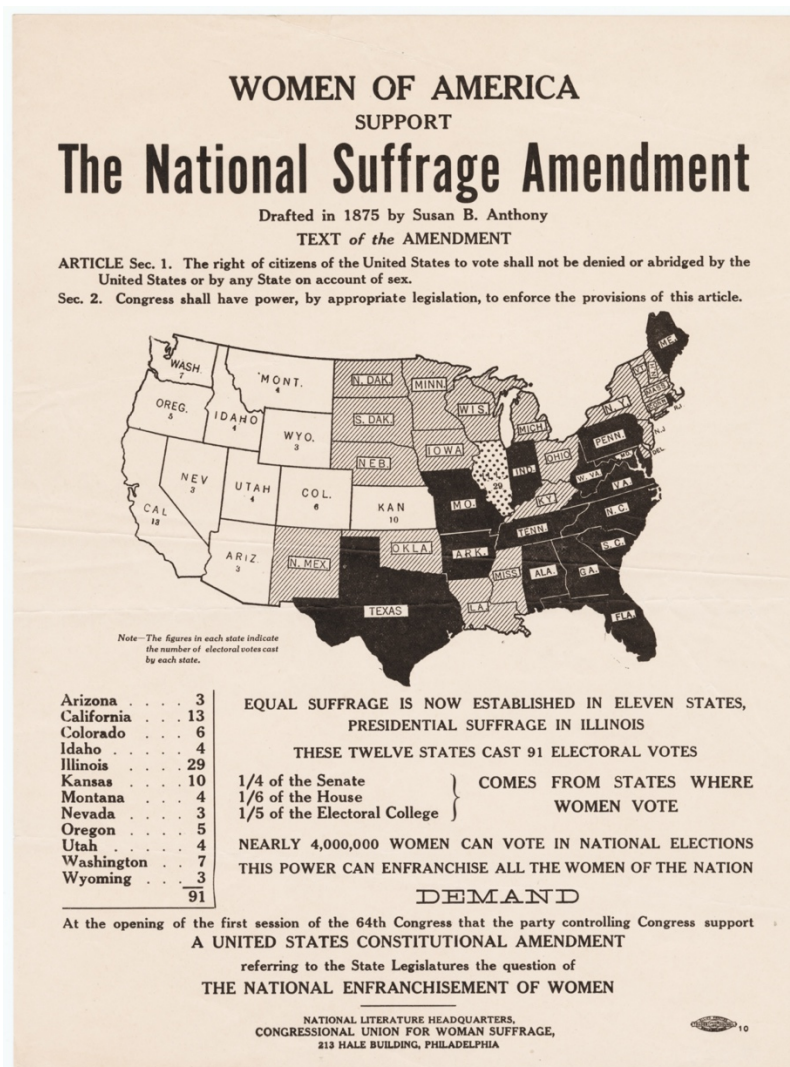 WOMEN OF AMERICA
SUPPORT
The National Suffrage Amendment
Drafted in 1875 by Susan B. Anthony
TEXT of the AMENDMENT
ARTICLE Sec. 1. The right of citizens of the United States to vote shall not be denied or abridged by the
United States or by any State on account of sex.
Sec. 2. Congress shall have power, by appropriate legislation, to enforce the provisions of this article.
WASH.
7
OREG.
5
IDAHO
4
MONT.
4
WYO.
3
NEV
3
UTAH
4
COL.
6
CAL
13
ARIZ.
3
KAN
10
N. DAK.
S. DAK.
NEB.
N. MEX.
OKLA.
TEXAS
MINN.
IOWA
MO.
ARK.
LA.
WIS.
29
MICH.
IND.
OHIO
KY.
TENN.
MISS
ALA.
GA.
FLA.
S.C.
N.C.
VA.
W. VA.
MD.
DEL.
PENN.
N.J
N.Y.
VT
MASS
R.I
ME.
Note—The figures in each state indicate
the number of electoral votes cast
by each state.
Arizona . . . . 3
California . . . 13
Colorado . . . 6
Idaho . . . . . 4
Illinois . . . . 29
Kansas . . . . 10
Montana . . . 4
Nevada . . . . 3
Oregon . . . . 5
Utah . . . . . 4
Washington . . 7
Wyoming . . . 3
91
EQUAL SUFFRAGE IS NOW ESTABLISHED IN ELEVEN STATES,
PRESIDENTIAL SUFFRAGE IN ILLINOIS
THESE TWELVE STATES CAST 91 ELECTORAL VOTES
1/4 of the Senate
1/6 of the House
1/5 of the Electoral College
COMES FROM STATES WHERE
WOMEN VOTE
NEARLY 4,000,000 WOMEN CAN VOTE IN NATIONAL ELECTIONS
THIS POWER CAN ENFRANCHISE ALL THE WOMEN OF THE NATION
DEMAND
At the opening of the first session of the 64th Congress that the party controlling Congress support
A UNITED STATES CONSTITUTIONAL AMENDMENT
referring to the State Legislatures the question of
THE NATIONAL ENFRANCHISEMENT OF WOMEN
NATIONAL LITERATURE HEADQUARTERS,
CONGRESSIONAL UNION FOR WOMAN SUFFRAGE,
213 HALE BUILDING, PHILADELPHIA
10